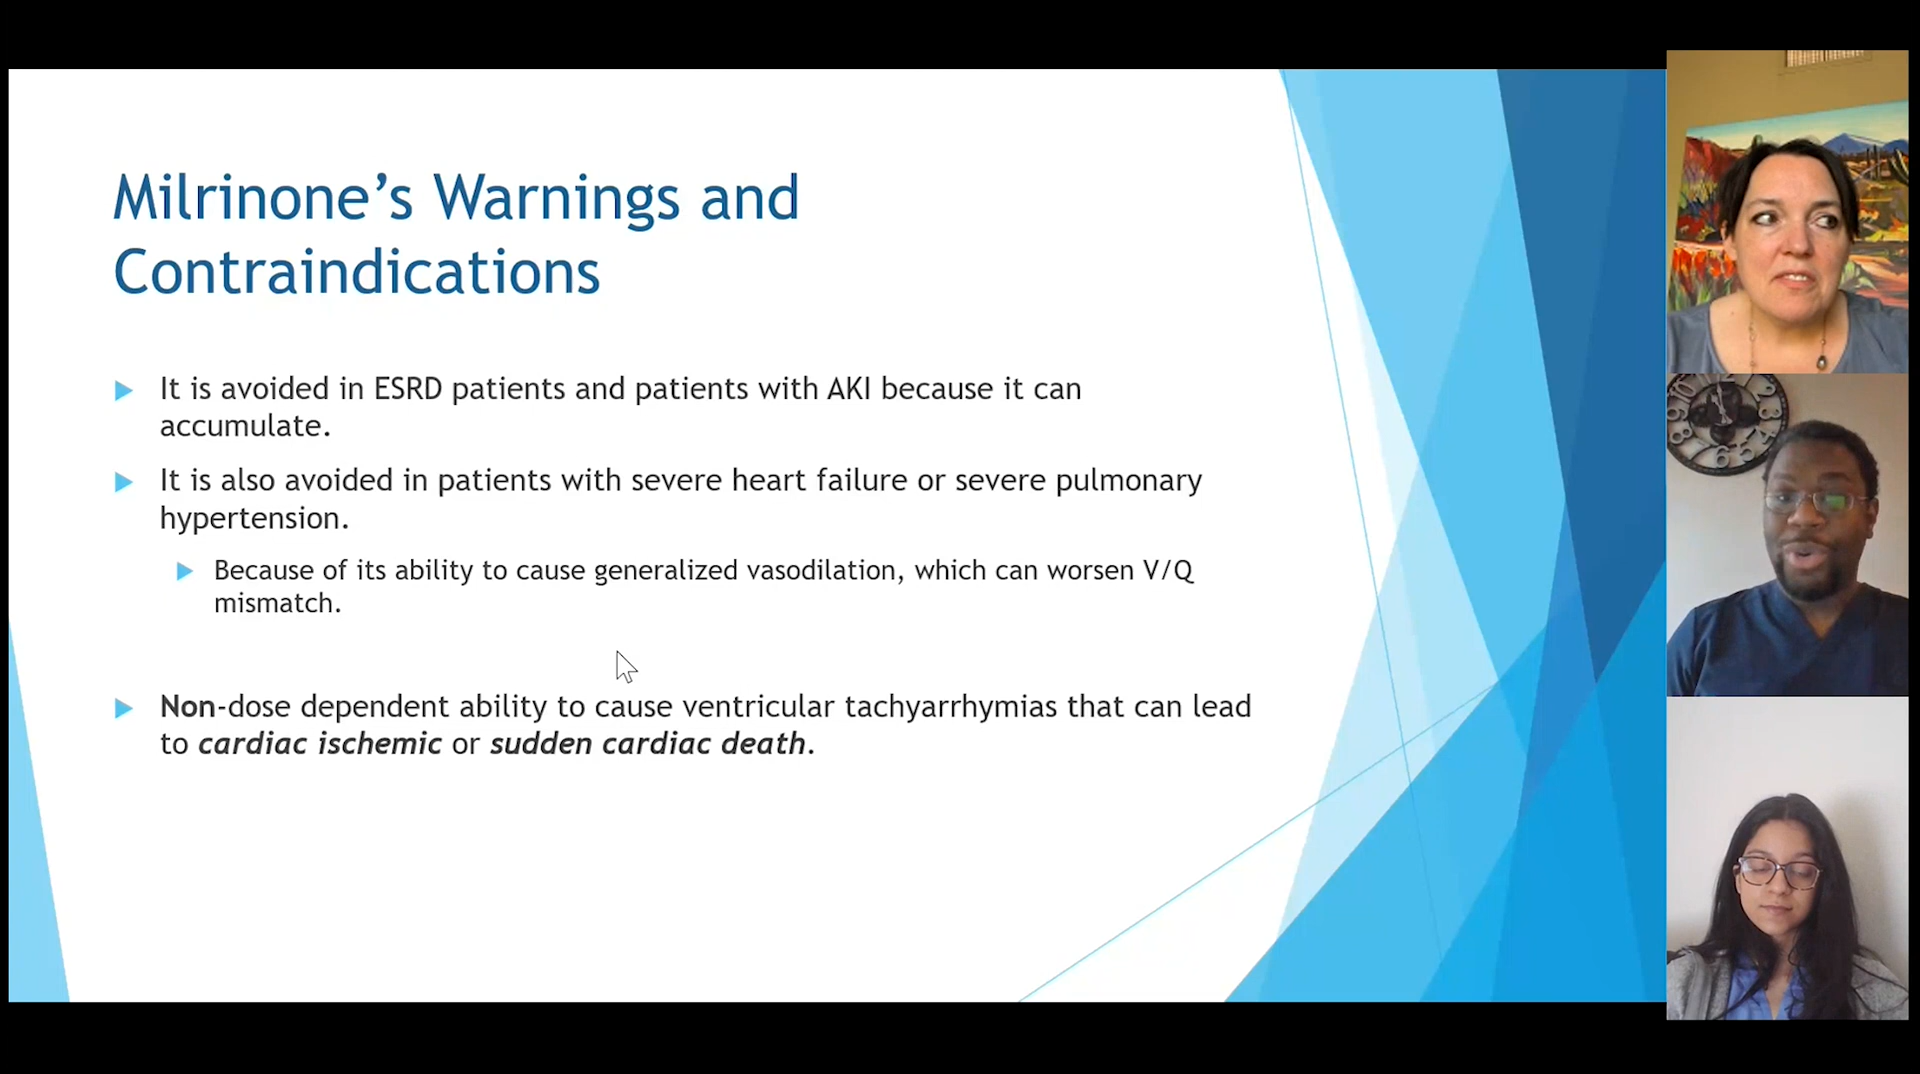 Milrinone’s Warnings and
Contraindications
It is avoided in ESRD patients and patients with AKI because it can
accumulate.
It is also avoided in patients with severe heart failure or severe pulmonary
hypertension.
Because of its ability to cause generalized vasodilation, which can worsen V/Q
mismatch.
Non-dose dependent ability to cause ventricular tachyarrhymias that can lead
to cardiac ischemic or sudden cardiac death.